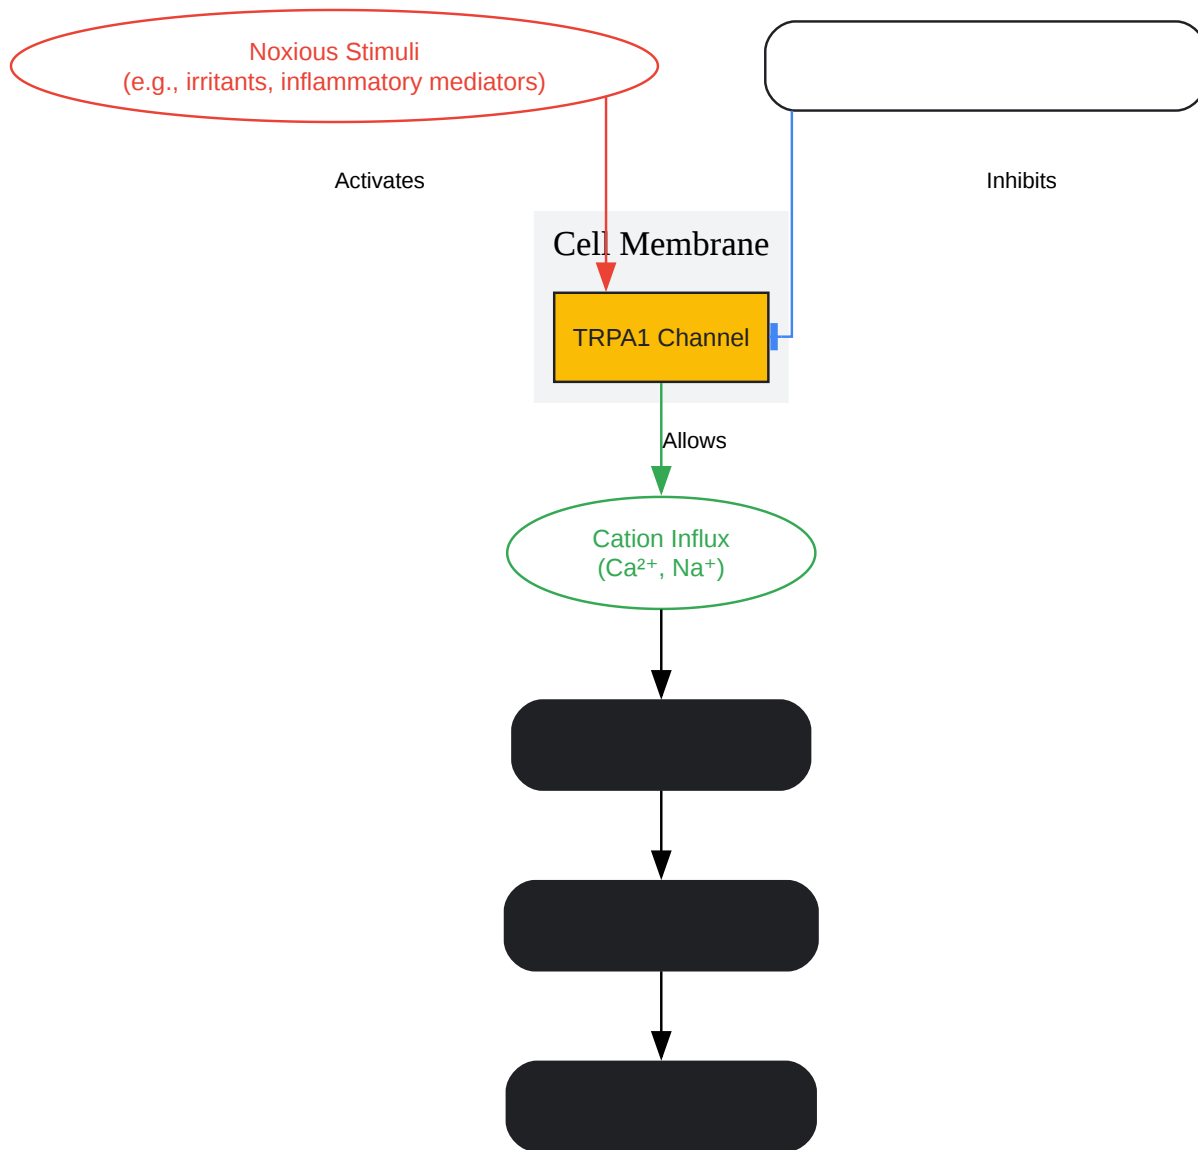 Noxious Stimuli
(e.g., irritants, inflammatory mediators)
Activates
Inhibits
Cell Membrane
TRPA1 Channel
Allows
Cation Influx
(Ca²⁺, Na⁺)